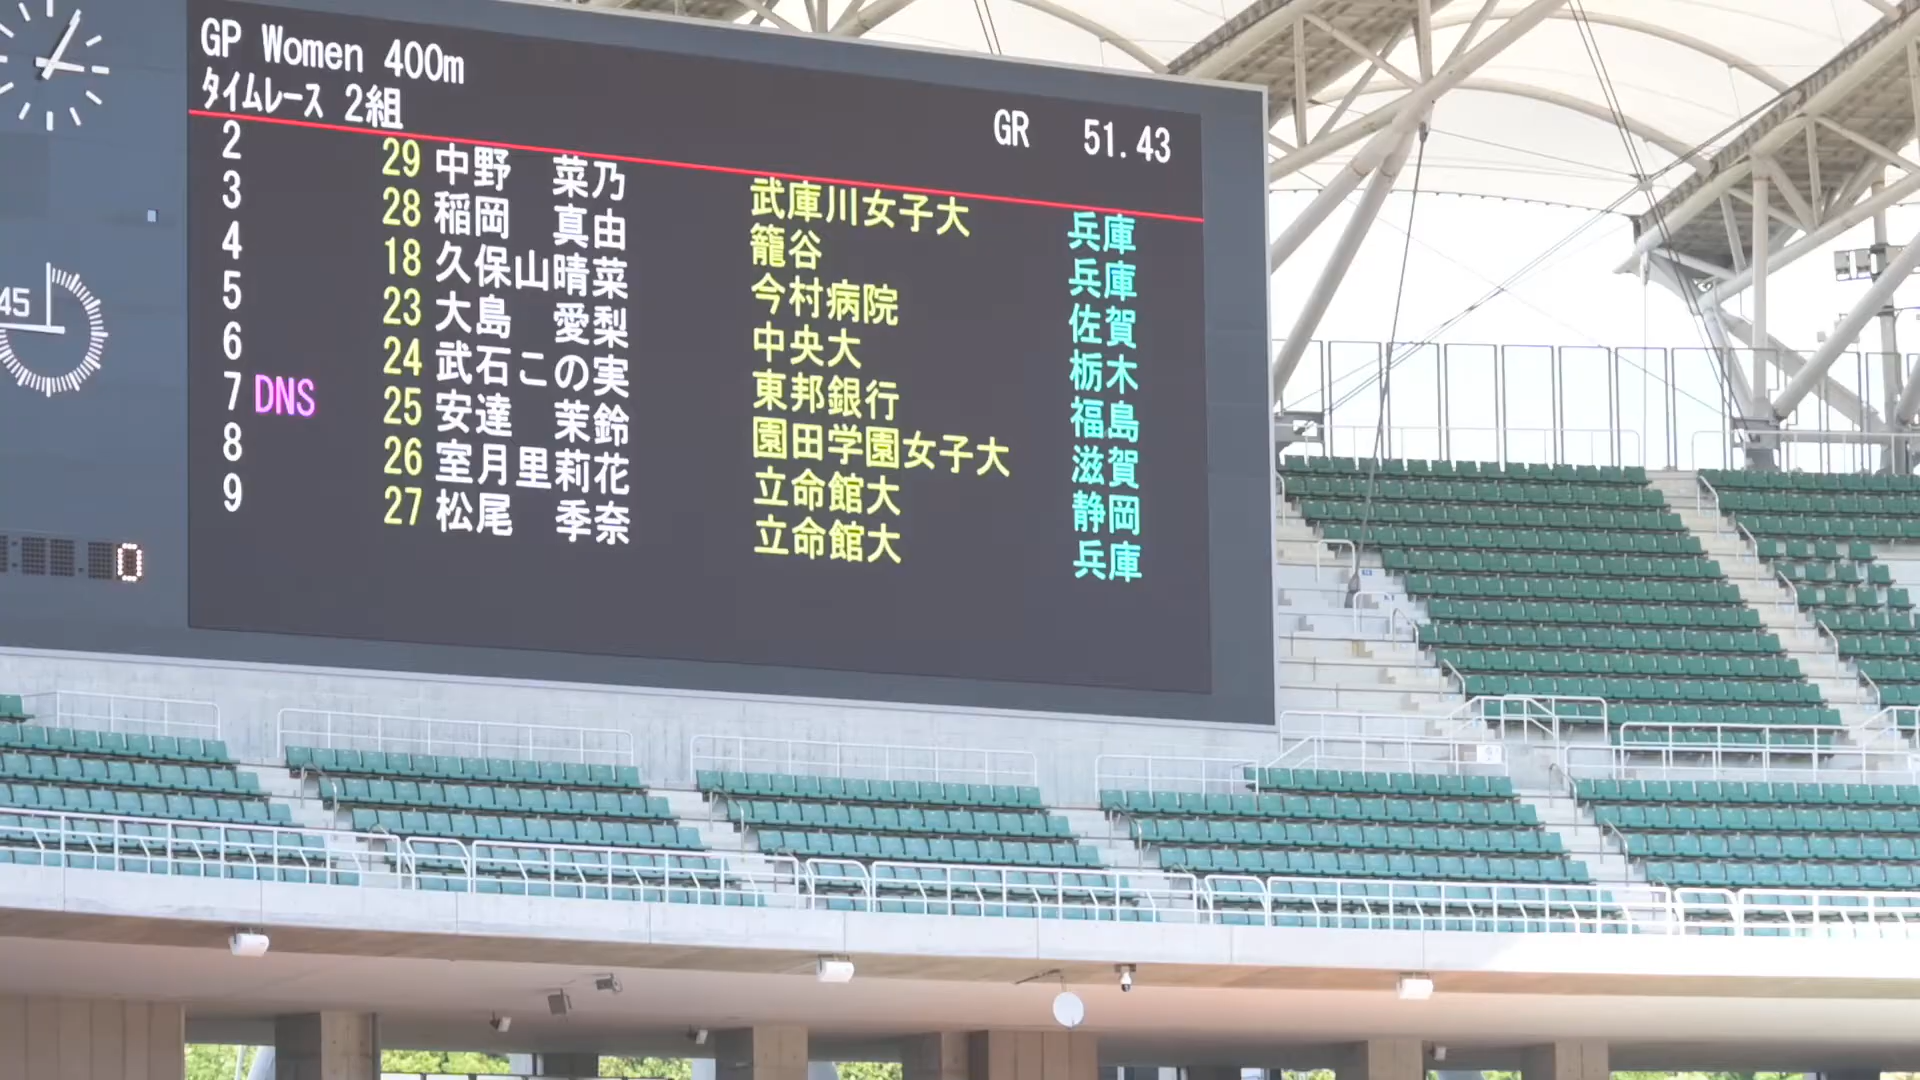 GP Women 400m
タイムレース 2組
GR 51.43
2 29 中野 菜乃 武庫川女子大 兵庫
3 28 稲岡 真由 籠谷 兵庫
4 18 久保山晴菜 今村病院 佐賀
5 23 大島 愛梨 中央大 栃木
6 24 武石この実 東邦銀行 福島
7 DNS 25 安達 茉鈴 園田学園女子大 滋賀
8 26 室月里莉花 立命館大 静岡
9 27 松尾 季奈 立命館大 兵庫
45
0